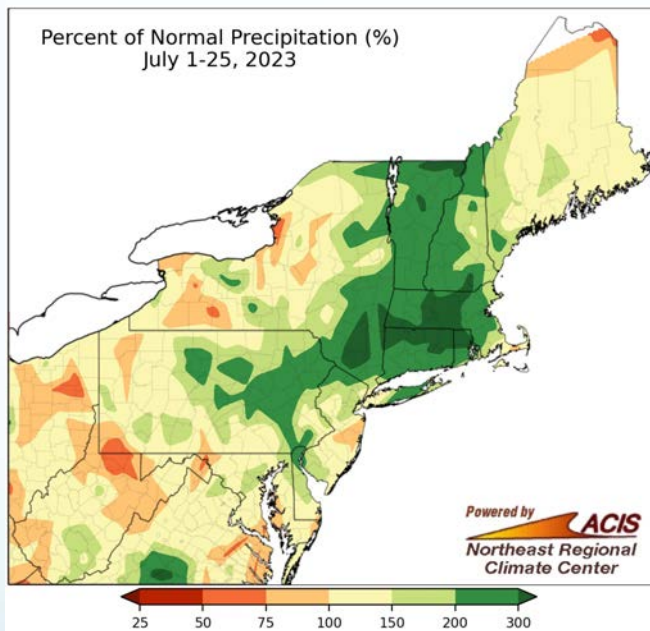 Percent of Normal Precipitation (%)
July 1-25, 2023
Powered by
ACIS
Northeast Regional
Climate Center
25 50 75 100 150 200 300